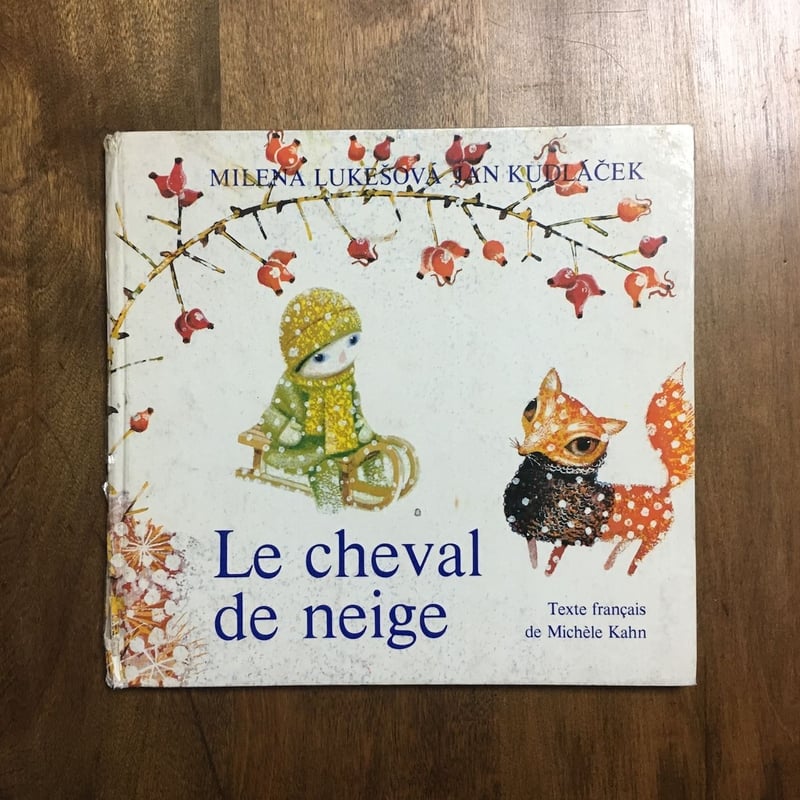 MILENA LUKEŠOVÁ JAN KUDLÁČEK
Le cheval
de neige
Texte français
de Michèle Kahn